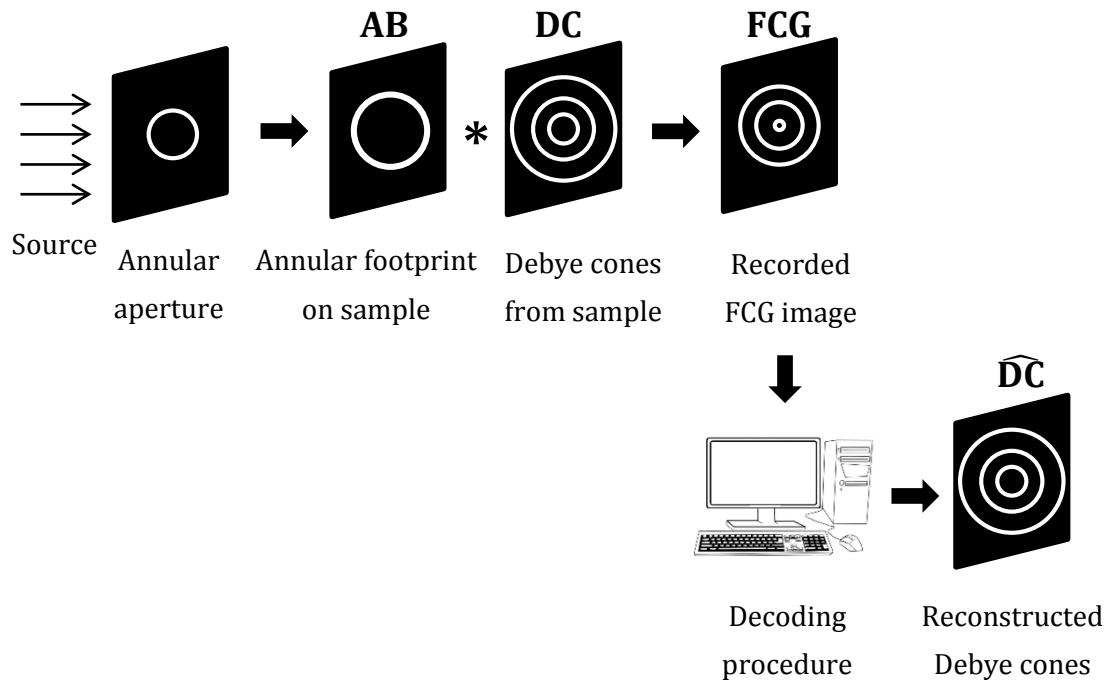 AB
DC
FCG
*
Source
Annular
aperture
Annular footprint
on sample
Debye cones
from sample
Recorded
FCG image
D̂C
Decoding
procedure
Reconstructed
Debye cones